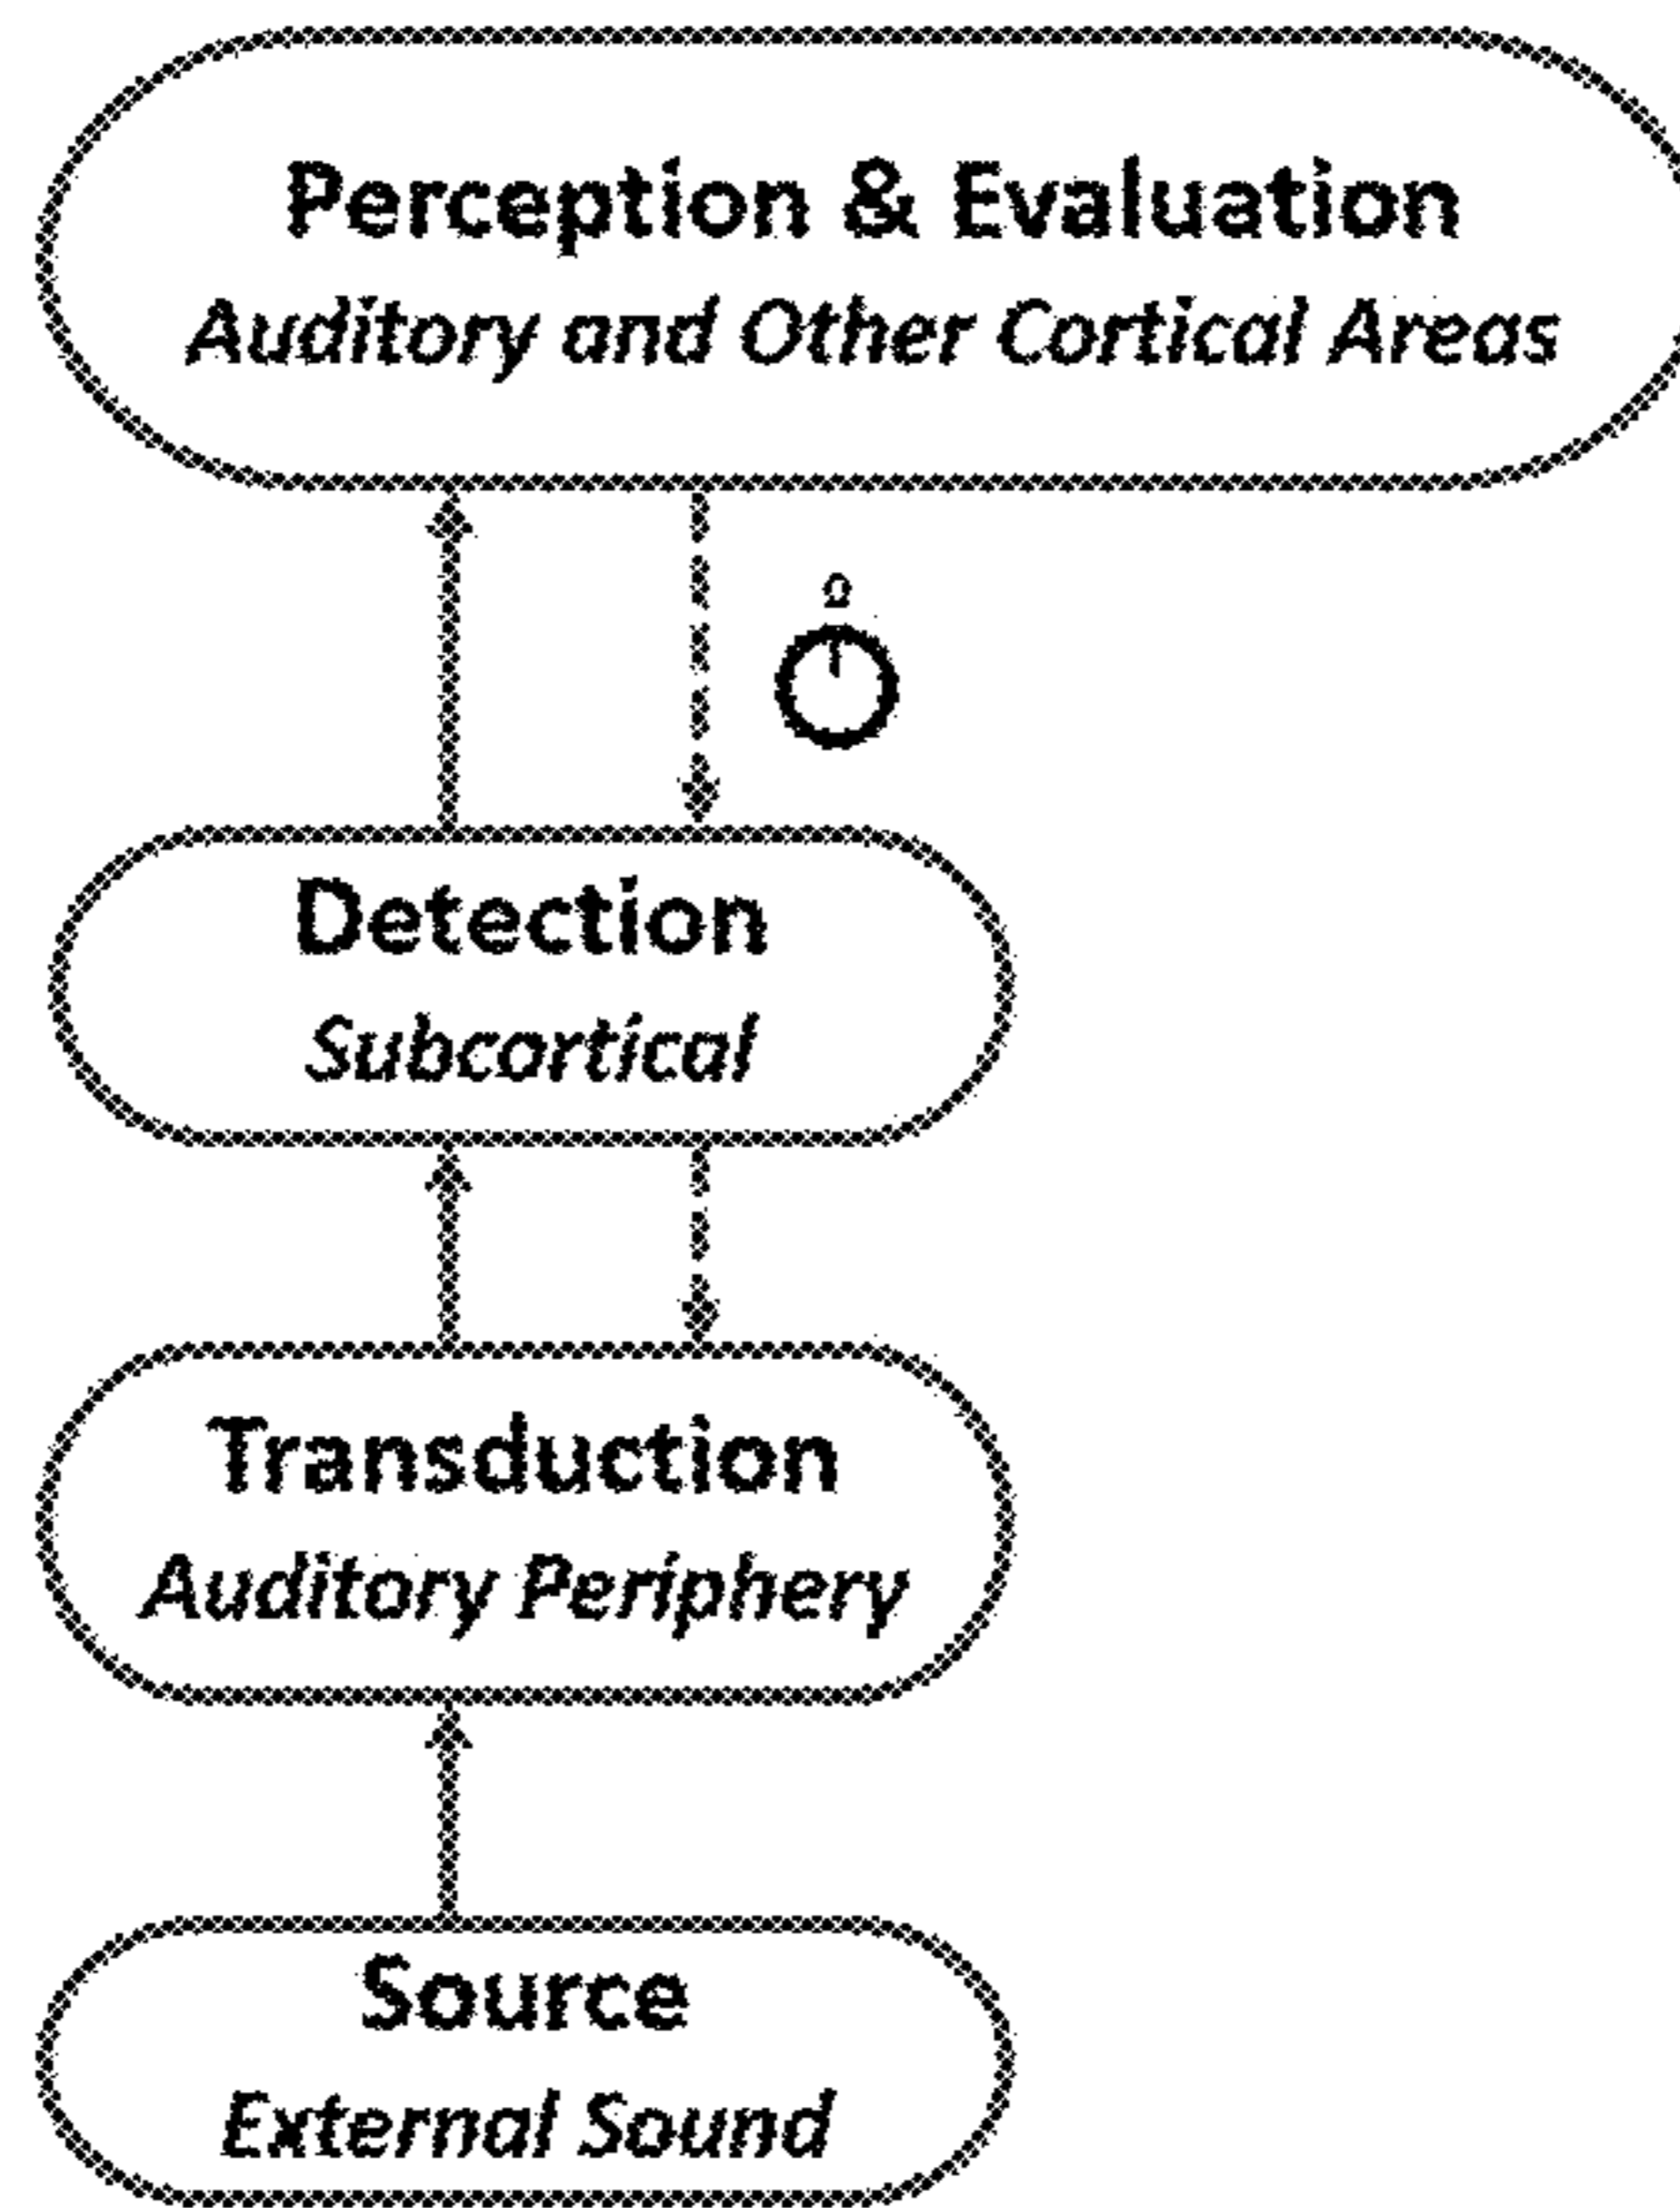 Perception & Evaluation
Auditory and Other Cortical Areas
Detection
Subcortical
Transduction
Auditory Periphery
Source
External Sound